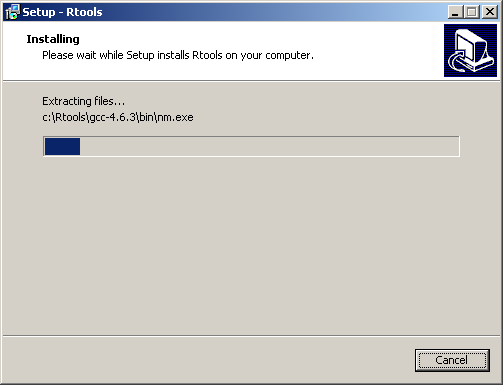 Setup - Rtools
Installing
Please wait while Setup installs Rtools on your computer.
Extracting files...
c:\Rtools\gcc-4.6.3\bin\nm.exe
Cancel